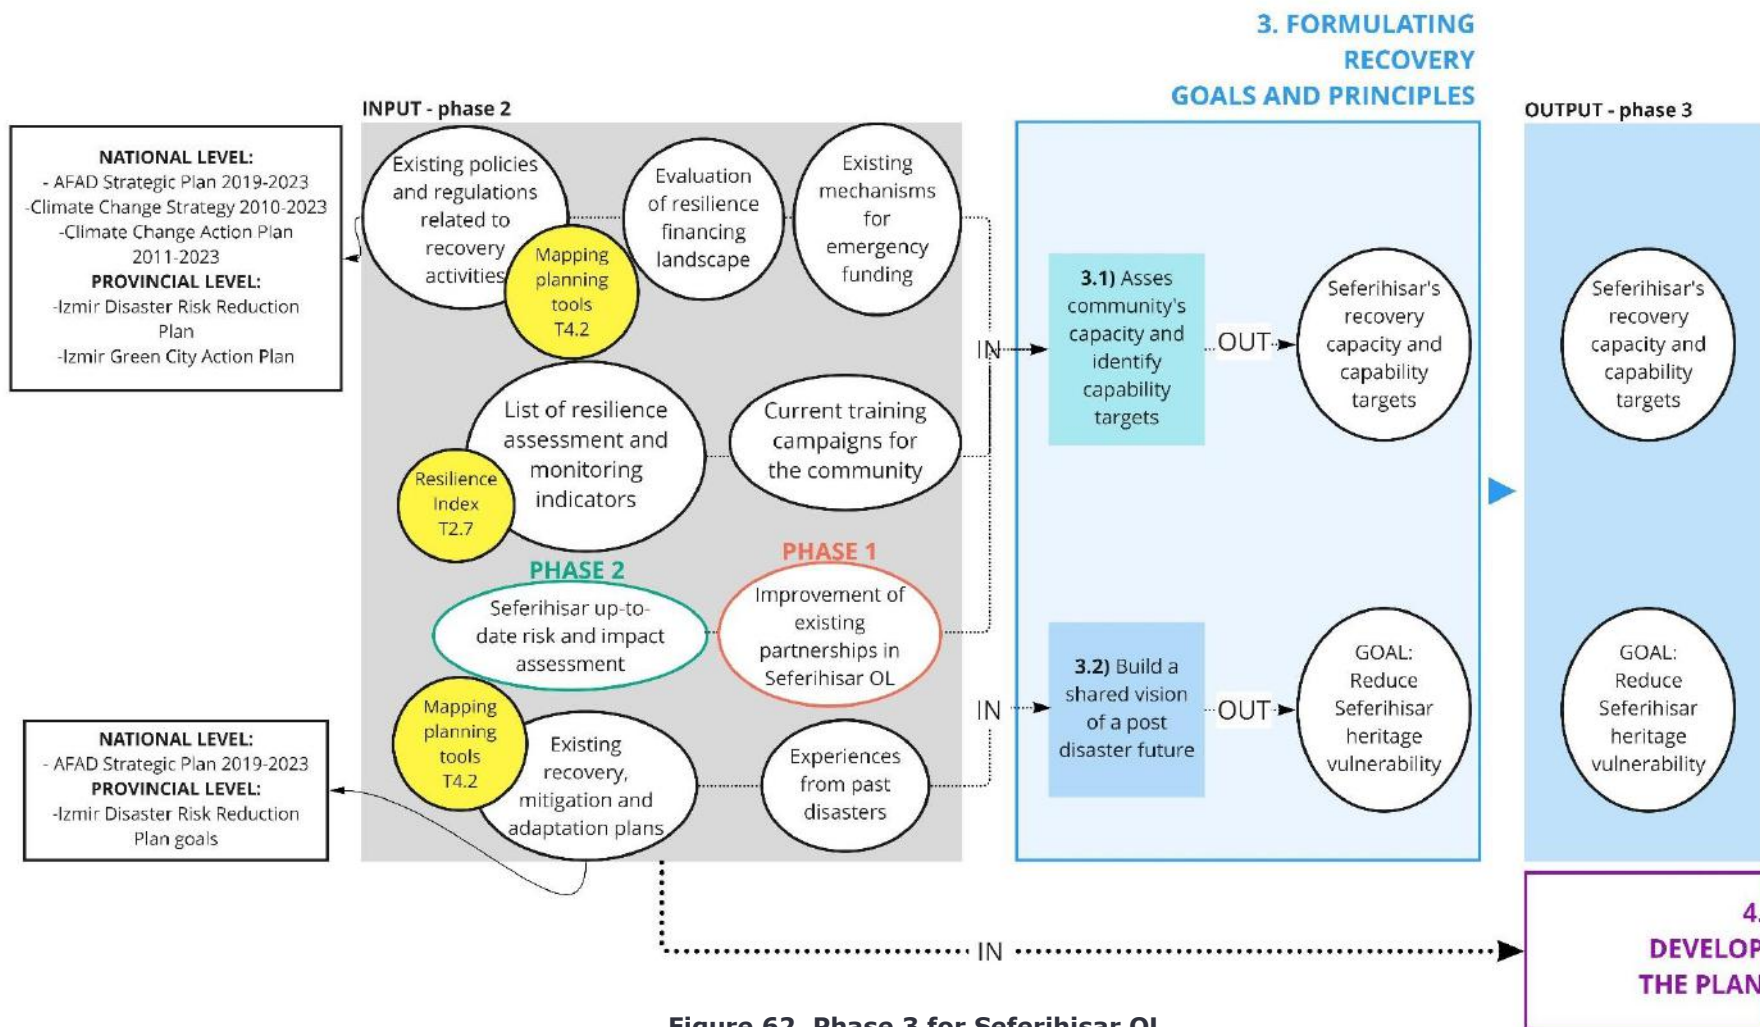 3. FORMULATING
RECOVERY
GOALS AND PRINCIPLES
INPUT - phase 2
OUTPUT - phase 3
NATIONAL LEVEL:
- AFAD Strategic Plan 2019-2023
-Climate Change Strategy 2010-2023
-Climate Change Action Plan
2011-2023
PROVINCIAL LEVEL:
-Izmir Disaster Risk Reduction
Plan
-Izmir Green City Action Plan
Existing policies
and regulations
related to
recovery
activities
Mapping
planning
tools
T4.2
Evaluation
of resilience
financing
landscape
Existing
mechanisms
for
emergency
funding
List of resilience
assessment and
monitoring
indicators
Resilience
Index
T2.7
Current training
campaigns for
the community
PHASE 2
Seferihisar up-to-
date risk and impact
assessment
PHASE 1
Improvement of
existing
partnerships in
Seferihisar OL
NATIONAL LEVEL:
- AFAD Strategic Plan 2019-2023
PROVINCIAL LEVEL:
-Izmir Disaster Risk Reduction
Plan goals
Mapping
planning
tools
T4.2
Existing
recovery,
mitigation and
adaptation plans
Experiences
from past
disasters
IN
3.1) Asses
community's
capacity and
identify
capability
targets
OUT
Seferihisar's
recovery
capacity and
capability
targets
Seferihisar's
recovery
capacity and
capability
targets
IN
3.2) Build a
shared vision
of a post
disaster future
OUT
GOAL:
Reduce
Seferihisar
heritage
vulnerability
GOAL:
Reduce
Seferihisar
heritage
vulnerability
IN
4.
DEVELOP
THE PLAN
Figure 62. Phase 3 for Seferihisar OL